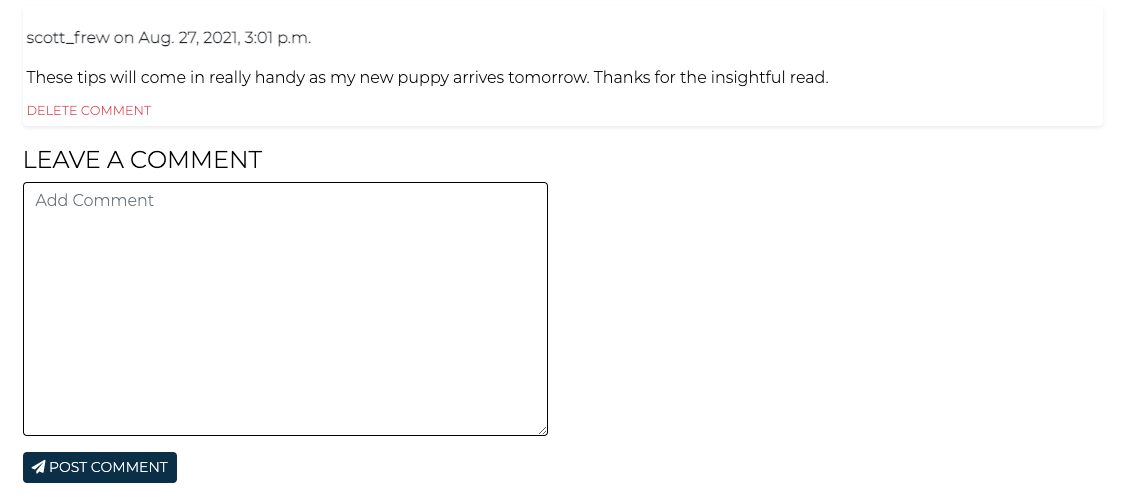 scott_frew on Aug. 27, 2021, 3:01 p.m.
These tips will come in really handy as my new puppy arrives tomorrow. Thanks for the insightful read.
DELETE COMMENT
LEAVE A COMMENT
Add Comment
POST COMMENT